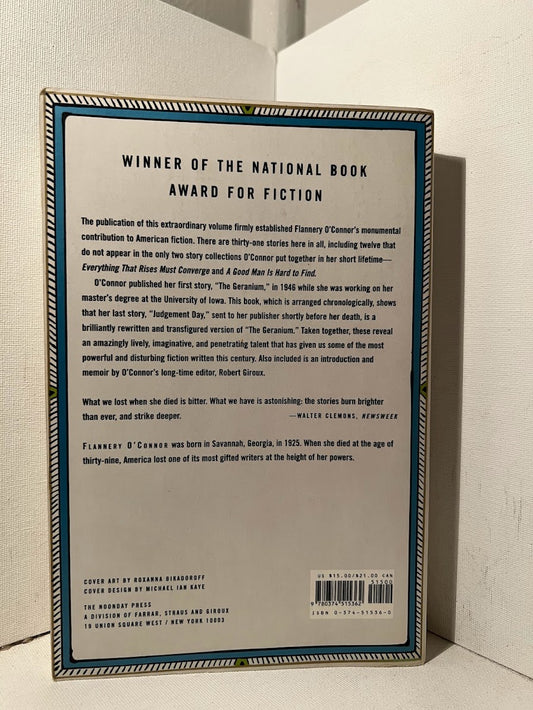 WINNER OF THE NATIONAL BOOK
AWARD FOR FICTION
The publication of this extraordinary volume firmly established Flannery O'Connor's monumental
contribution to American fiction. There are thirty-one stories here in all, including twelve that
do not appear in the only two story collections O'Connor put together in her short lifetime—
Everything That Rises Must Converge and A Good Man Is Hard to Find.
O'Connor published her first story, "The Geranium," in 1946 while she was working on her
master's degree at the University of Iowa. This book, which is arranged chronologically, shows
that her last story, "Judgement Day," sent to her publisher shortly before her death, is a
brilliantly rewritten and transfigured version of "The Geranium." Taken together, these reveal
an amazingly lively, imaginative, and penetrating talent that has given us some of the most
powerful and disturbing fiction written this century. Also included is an introduction and
memoir by O'Connor's long-time editor, Robert Giroux.
What we lost when she died is bitter. What we have is astonishing: the stories burn brighter
than ever, and strike deeper.
—WALTER CLEMONS, NEWSWEEK
FLANNERY O'CONNOR was born in Savannah, Georgia, in 1925. When she died at the age of
thirty-nine, America lost one of its most gifted writers at the height of her powers.
COVER ART BY ROXANNA BIKADOROFF
COVER DESIGN BY MICHAEL IAN KAYE
THE NOONDAY PRESS
A DIVISION OF FARRAR, STRAUS AND GIROUX
19 UNION SQUARE WEST / NEW YORK 10003
US $15.00/$21.00 CAN
51500
9 780374 515362
ISBN 0-374-51536-0